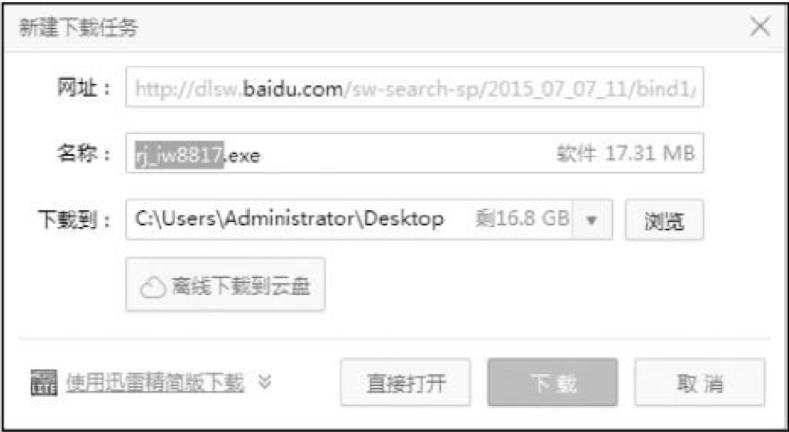 新建下载任务
网址： http://dlsw.baidu.com/sw-search-sp/2015_07_07_11/bind1/
名称： rj_iw8817.exe 软件 17.31 MB
下载到： C:\Users\Administrator\Desktop 剩16.8 GB 浏览
离线下载到云盘
LITE 使用迅雷精简版下载 直接打开 下载 取消